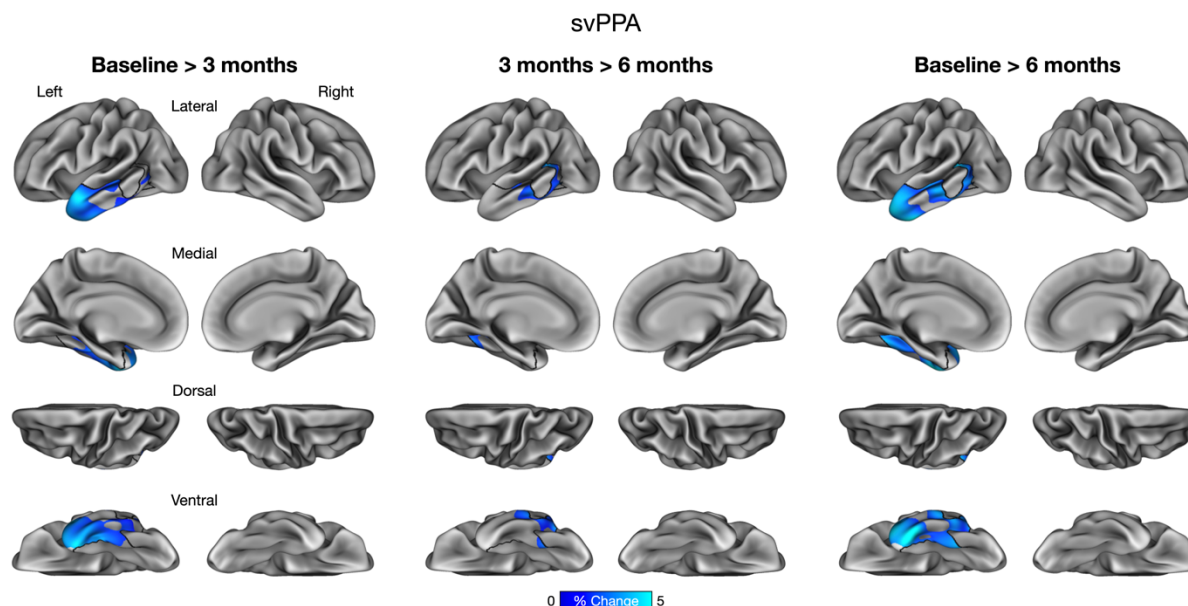 svPPA
Baseline > 3 months
3 months > 6 months
Baseline > 6 months
Left
Lateral
Right
Medial
Dorsal
Ventral
0 % Change 5